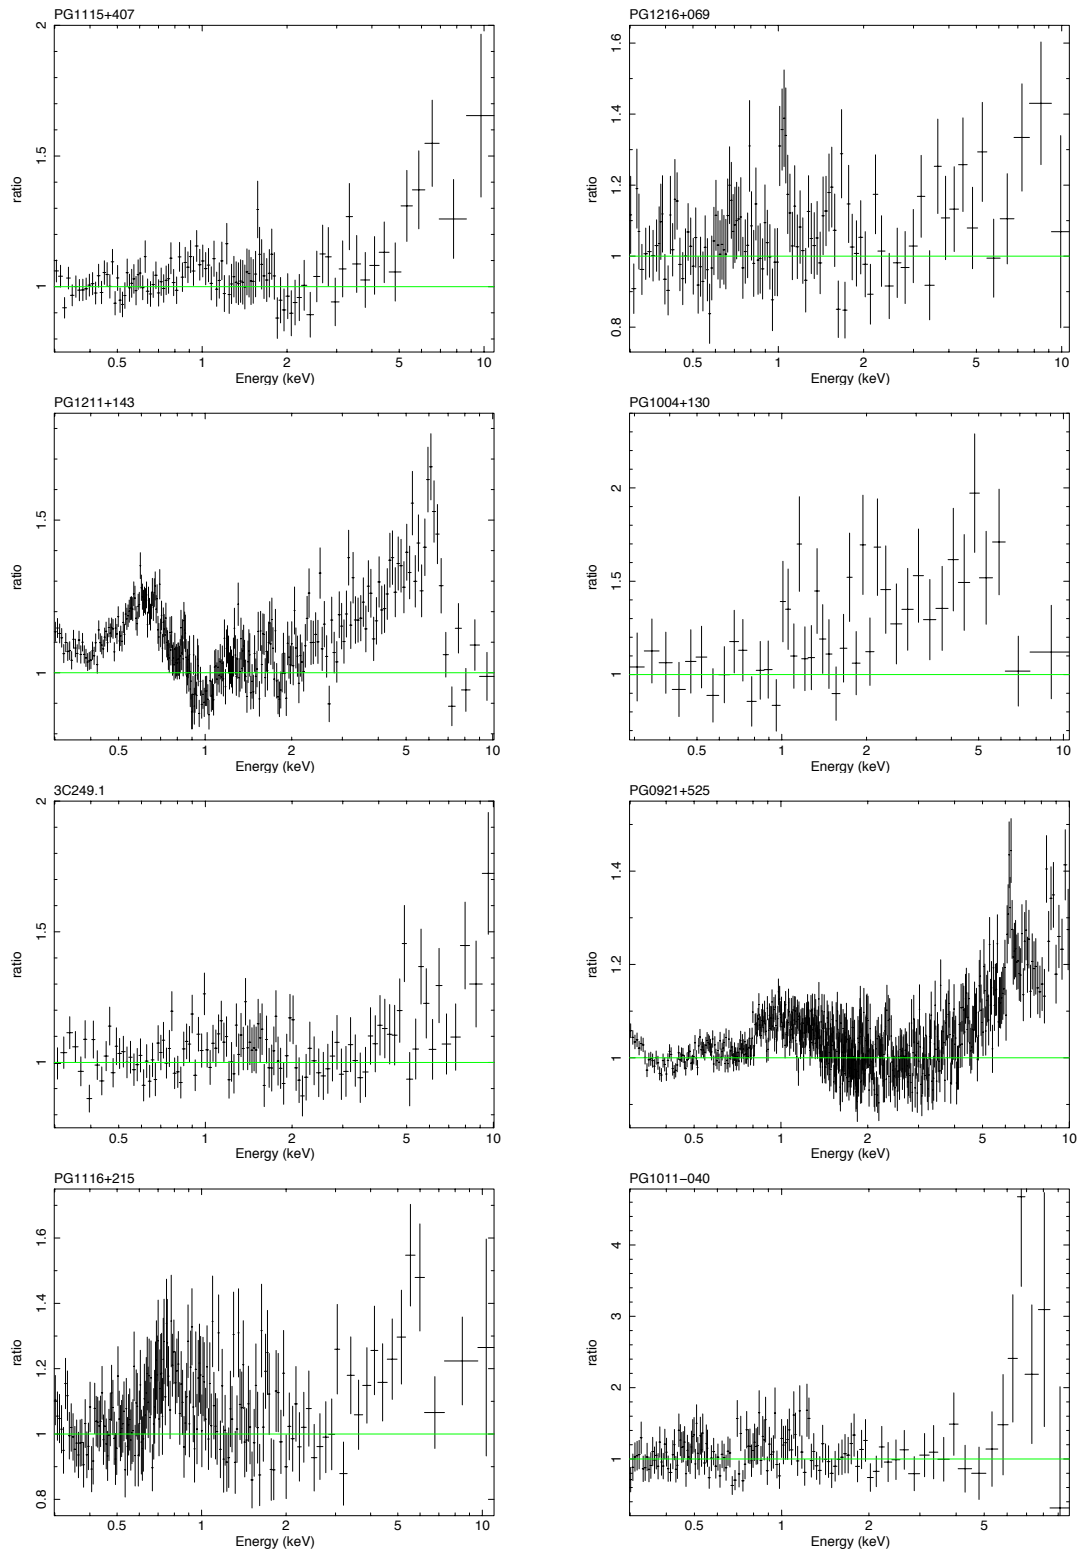 PG1115+407
2
1.5
1
ratio
0.5 1 2 5 10
Energy (keV)
PG1216+069
1.6
1.4
1.2
1
0.8
ratio
0.5 1 2 5 10
Energy (keV)
PG1211+143
1.5
1
ratio
0.5 1 2 5 10
Energy (keV)
PG1004+130
2
1.5
1
ratio
0.5 1 2 5 10
Energy (keV)
3C249.1
2
1.5
1
ratio
0.5 1 2 5 10
Energy (keV)
PG0921+525
1.4
1.2
1
ratio
0.5 1 2 5 10
Energy (keV)
PG1116+215
1.6
1.4
1.2
1
0.8
ratio
0.5 1 2 5 10
Energy (keV)
PG1011−040
4
3
2
1
ratio
0.5 1 2 5
Energy (keV)